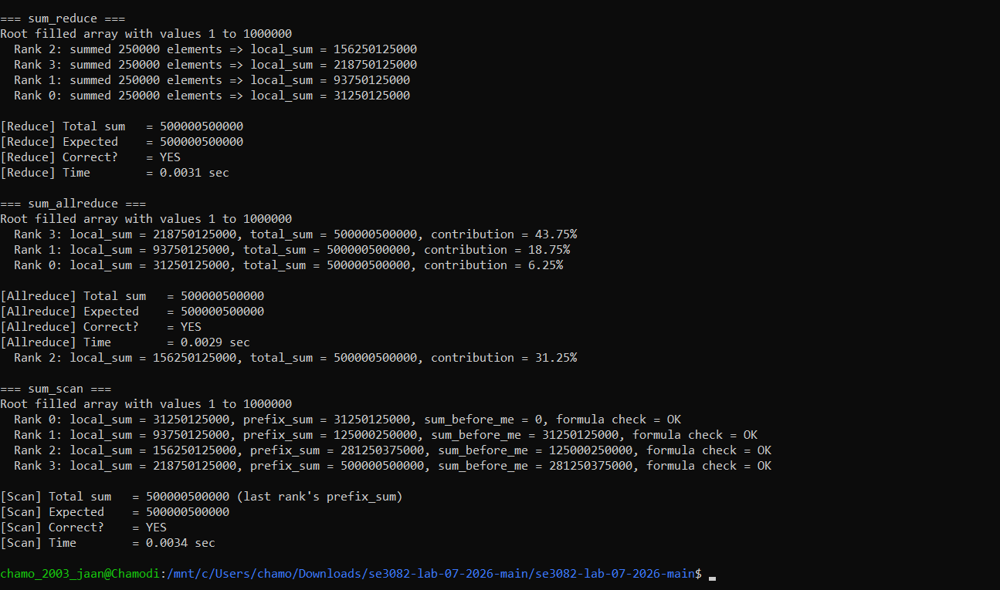 === sum_reduce ===
Root filled array with values 1 to 1000000
  Rank 2: summed 250000 elements => local_sum = 156250125000
  Rank 3: summed 250000 elements => local_sum = 218750125000
  Rank 1: summed 250000 elements => local_sum = 93750125000
  Rank 0: summed 250000 elements => local_sum = 31250125000

[Reduce] Total sum   = 500000500000
[Reduce] Expected    = 500000500000
[Reduce] Correct?    = YES
[Reduce] Time        = 0.0031 sec

=== sum_allreduce ===
Root filled array with values 1 to 1000000
  Rank 3: local_sum = 218750125000, total_sum = 500000500000, contribution = 43.75%
  Rank 1: local_sum = 93750125000, total_sum = 500000500000, contribution = 18.75%
  Rank 0: local_sum = 31250125000, total_sum = 500000500000, contribution = 6.25%

[Allreduce] Total sum   = 500000500000
[Allreduce] Expected    = 500000500000
[Allreduce] Correct?    = YES
[Allreduce] Time        = 0.0029 sec
  Rank 2: local_sum = 156250125000, total_sum = 500000500000, contribution = 31.25%

=== sum_scan ===
Root filled array with values 1 to 1000000
  Rank 0: local_sum = 31250125000, prefix_sum = 31250125000, sum_before_me = 0, formula check = OK
  Rank 1: local_sum = 93750125000, prefix_sum = 125000250000, sum_before_me = 31250125000, formula check = OK
  Rank 2: local_sum = 156250125000, prefix_sum = 281250375000, sum_before_me = 125000250000, formula check = OK
  Rank 3: local_sum = 218750125000, prefix_sum = 500000500000, sum_before_me = 281250375000, formula check = OK

[Scan] Total sum   = 500000500000 (last rank's prefix_sum)
[Scan] Expected    = 500000500000
[Scan] Correct?    = YES
[Scan] Time        = 0.0034 sec

chamo_2003_jaan@Chamodi:/mnt/c/Users/chamo/Downloads/se3082-lab-07-2026-main/se3082-lab-07-2026-main$